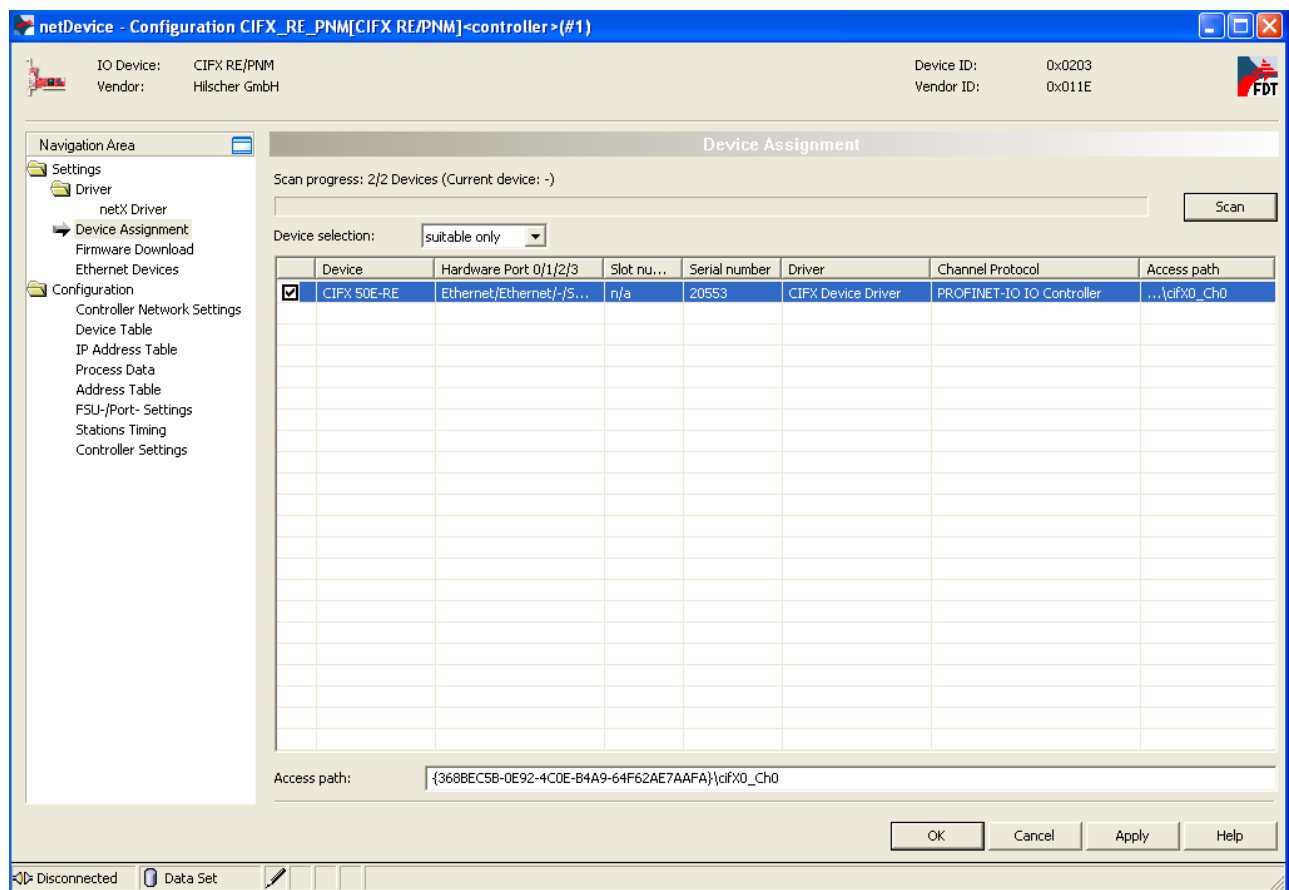 netDevice - Configuration CIFX_RE_PNM[CIFX RE/PNM]<controller>(#1)
IO Device: CIFX RE/PNM Device ID: 0x0203
Vendor: Hilscher GmbH Vendor ID: 0x011E
FDT
Navigation Area
Settings
Driver
netX Driver
Device Assignment
Firmware Download
Ethernet Devices
Configuration
Controller Network Settings
Device Table
IP Address Table
Process Data
Address Table
FSU-/Port- Settings
Stations Timing
Controller Settings
Device Assignment
Scan progress: 2/2 Devices (Current device: -)
Scan
Device selection: suitable only
Device Hardware Port 0/1/2/3 Slot nu... Serial number Driver Channel Protocol Access path
CIFX 50E-RE Ethernet/Ethernet/-/S... n/a 20553 CIFX Device Driver PROFINET-IO IO Controller ...\cifX0_Ch0
Access path: {368BEC5B-0E92-4C0E-B4A9-64F62AE7AAFA}\cifX0_Ch0
OK Cancel Apply Help
Disconnected Data Set